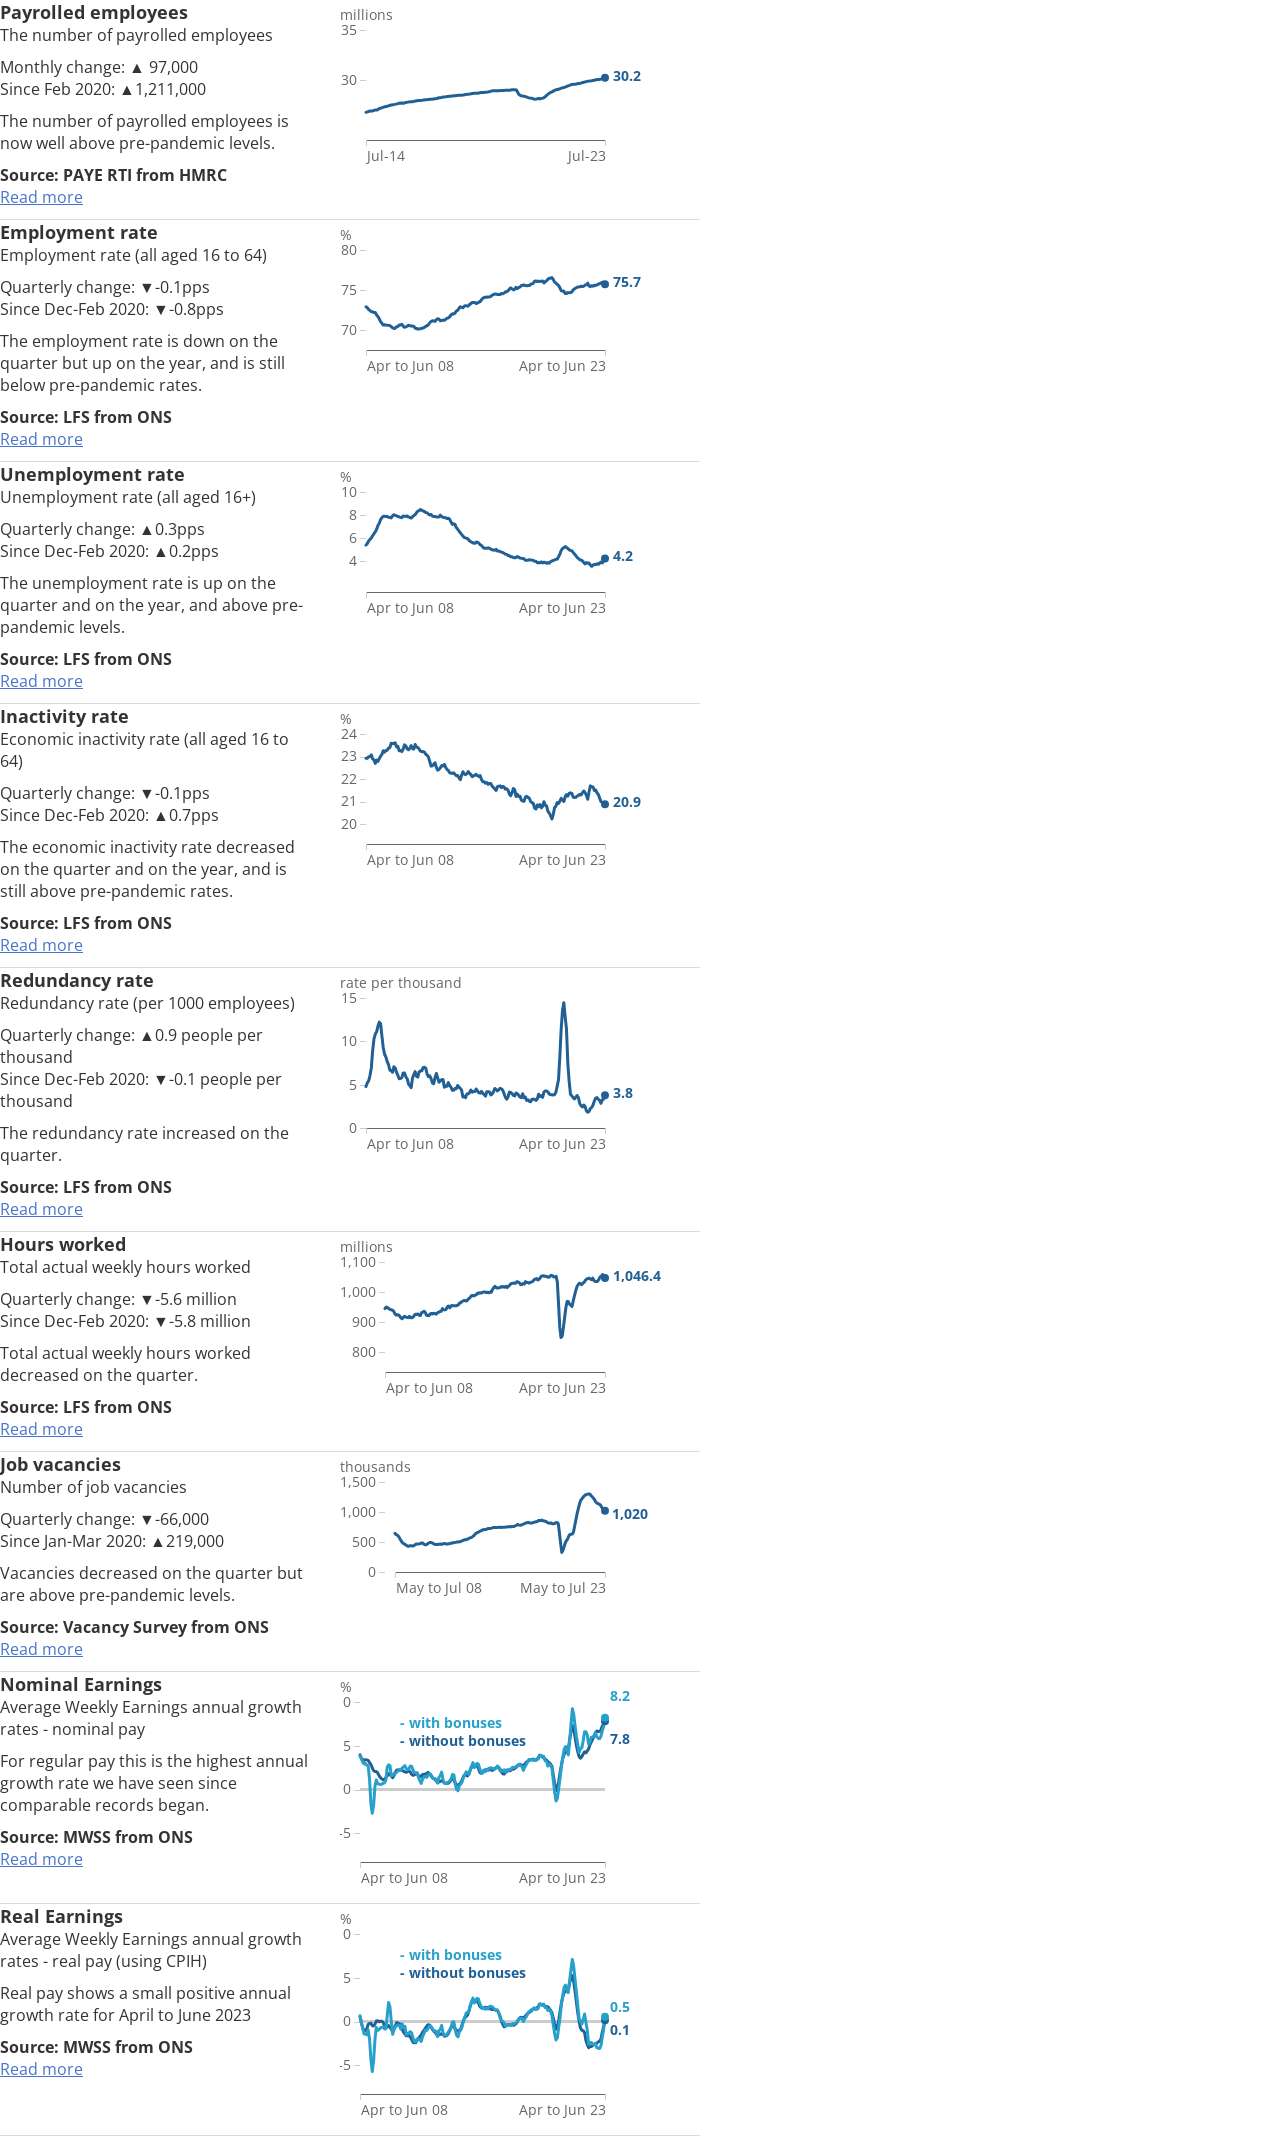 Payrolled employees
The number of payrolled employees
Monthly change: ▲ 97,000
Since Feb 2020: ▲1,211,000
The number of payrolled employees is
now well above pre-pandemic levels.
Source: PAYE RTI from HMRC
Read more
millions
35
30
30.2
Jul-14
Jul-23
Employment rate
Employment rate (all aged 16 to 64)
Quarterly change: ▼-0.1pps
Since Dec-Feb 2020: ▼-0.8pps
The employment rate is down on the
quarter but up on the year, and is still
below pre-pandemic rates.
Source: LFS from ONS
Read more
%
80
75
70
75.7
Apr to Jun 08
Apr to Jun 23
Unemployment rate
Unemployment rate (all aged 16+)
Quarterly change: ▲0.3pps
Since Dec-Feb 2020: ▲0.2pps
The unemployment rate is up on the
quarter and on the year, and above pre-
pandemic levels.
Source: LFS from ONS
Read more
%
10
8
6
4
4.2
Apr to Jun 08
Apr to Jun 23
Inactivity rate
Economic inactivity rate (all aged 16 to
64)
Quarterly change: ▼-0.1pps
Since Dec-Feb 2020: ▲0.7pps
The economic inactivity rate decreased
on the quarter and on the year, and is
still above pre-pandemic rates.
Source: LFS from ONS
Read more
%
24
23
22
21
20
20.9
Apr to Jun 08
Apr to Jun 23
Redundancy rate
Redundancy rate (per 1000 employees)
Quarterly change: ▲0.9 people per
thousand
Since Dec-Feb 2020: ▼-0.1 people per
thousand
The redundancy rate increased on the
quarter.
Source: LFS from ONS
Read more
rate per thousand
15
10
5
0
3.8
Apr to Jun 08
Apr to Jun 23
Hours worked
Total actual weekly hours worked
Quarterly change: ▼-5.6 million
Since Dec-Feb 2020: ▼-5.8 million
Total actual weekly hours worked
decreased on the quarter.
Source: LFS from ONS
Read more
millions
1,100
1,000
900
800
1,046.4
Apr to Jun 08
Apr to Jun 23
Job vacancies
Number of job vacancies
Quarterly change: ▼-66,000
Since Jan-Mar 2020: ▲219,000
Vacancies decreased on the quarter but
are above pre-pandemic levels.
Source: Vacancy Survey from ONS
Read more
thousands
1,500
1,000
500
0
1,020
May to Jul 08
May to Jul 23
Nominal Earnings
Average Weekly Earnings annual growth
rates - nominal pay
For regular pay this is the highest annual
growth rate we have seen since
comparable records began.
Source: MWSS from ONS
Read more
%
0
5
0
-5
- with bonuses
- without bonuses
8.2
7.8
Apr to Jun 08
Apr to Jun 23
Real Earnings
Average Weekly Earnings annual growth
rates - real pay (using CPIH)
Real pay shows a small positive annual
growth rate for April to June 2023
Source: MWSS from ONS
Read more
%
0
5
0
-5
- with bonuses
- without bonuses
0.5
0.1
Apr to Jun 08
Apr to Jun 23